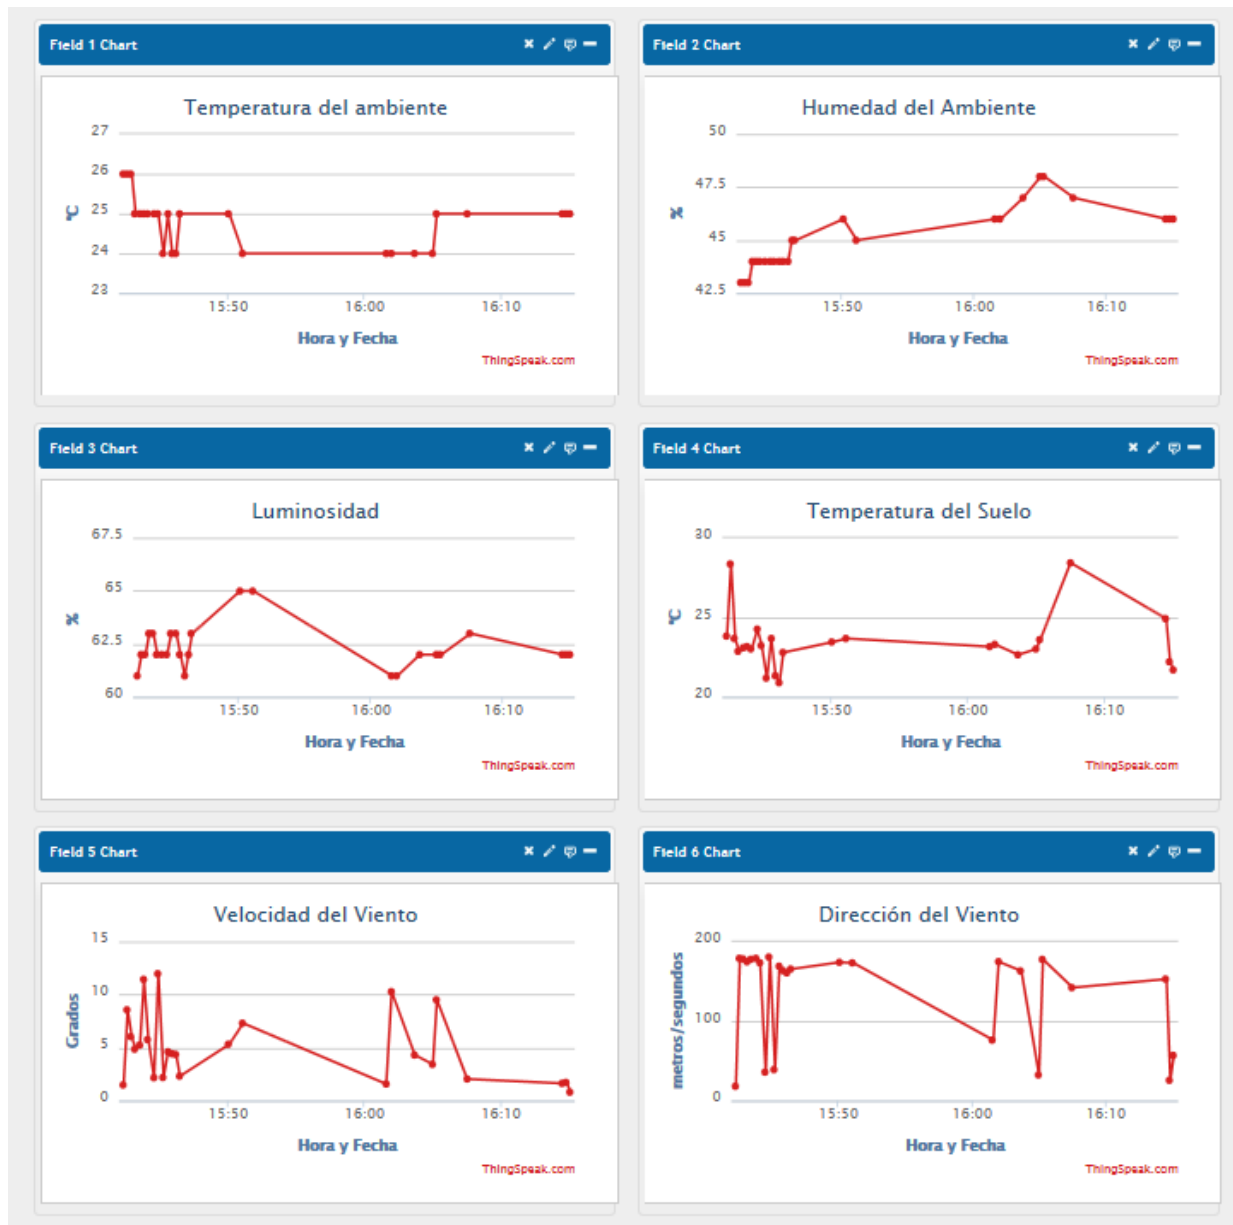 Field 1 Chart
Temperatura del ambiente
27
26
25
24
23
°C
15:50 16:00 16:10
Hora y Fecha
ThingSpeak.com
Field 2 Chart
Humedad del Ambiente
50
47.5
45
42.5
%
15:50 16:00 16:10
Hora y Fecha
ThingSpeak.com
Field 3 Chart
Luminosidad
67.5
65
62.5
60
%
15:50 16:00 16:10
Hora y Fecha
ThingSpeak.com
Field 4 Chart
Temperatura del Suelo
30
25
20
°C
15:50 16:00 16:10
Hora y Fecha
ThingSpeak.com
Field 5 Chart
Velocidad del Viento
15
10
5
0
Grados
15:50 16:00 16:10
Hora y Fecha
ThingSpeak.com
Field 6 Chart
Dirección del Viento
200
100
0
metros/segundos
15:50 16:00 16:10
Hora y Fecha
ThingSpeak.com